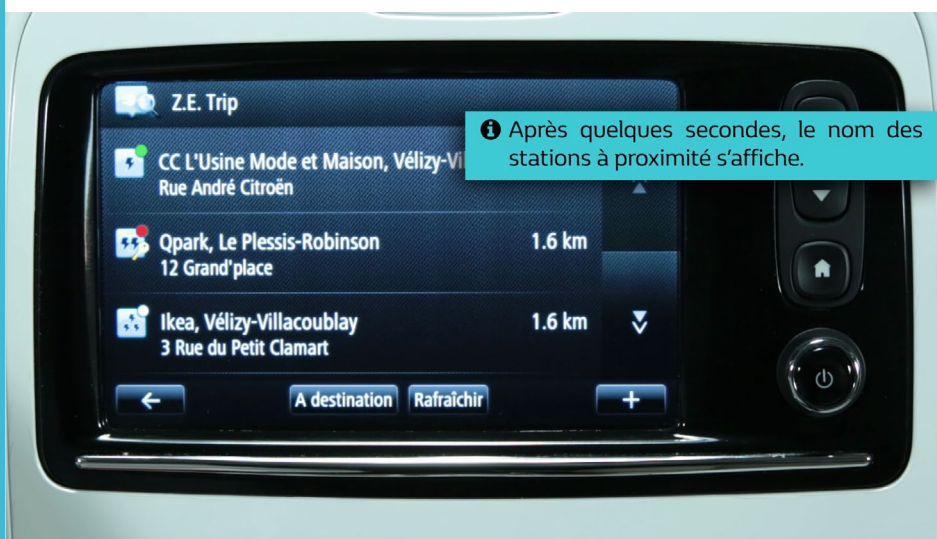 Z.E. Trip
Après quelques secondes, le nom des
stations à proximité s'affiche.
CC L'Usine Mode et Maison, Vélizy-Vi
Rue André Citroën
Qpark, Le Plessis-Robinson
1.6 km
12 Grand'place
Ikea, Vélizy-Villacoublay
1.6 km
3 Rue du Petit Clamart
A destination
Rafraîchir